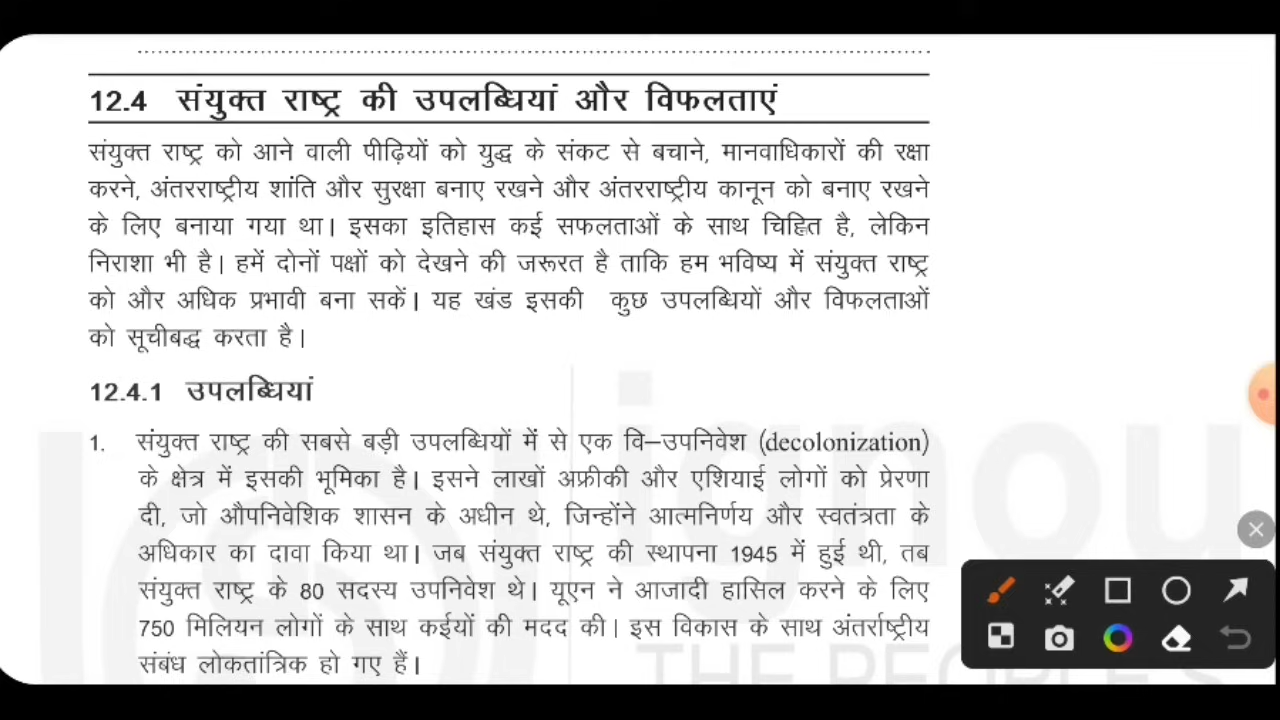 12.4 संयुक्त राष्ट्र की उपलब्धियां और विफलताएं
संयुक्त राष्ट्र को आने वाली पीढ़ियों को युद्ध के संकट से बचाने, मानवाधिकारों की रक्षा
करने, अंतरराष्ट्रीय शांति और सुरक्षा बनाए रखने और अंतरराष्ट्रीय कानून को बनाए रखने
के लिए बनाया गया था। इसका इतिहास कई सफलताओं के साथ चिह्नित है, लेकिन
निराशा भी है। हमें दोनों पक्षों को देखने की जरूरत है ताकि हम भविष्य में संयुक्त राष्ट्र
को और अधिक प्रभावी बना सकें। यह खंड इसकी कुछ उपलब्धियों और विफलताओं
को सूचीबद्ध करता है।
12.4.1 उपलब्धियां
1. संयुक्त राष्ट्र की सबसे बड़ी उपलब्धियों में से एक वि–उपनिवेश (decolonization)
के क्षेत्र में इसकी भूमिका है। इसने लाखों अफ्रीकी और एशियाई लोगों को प्रेरणा
दी, जो औपनिवेशिक शासन के अधीन थे, जिन्होंने आत्मनिर्णय और स्वतंत्रता के
अधिकार का दावा किया था। जब संयुक्त राष्ट्र की स्थापना 1945 में हुई थी, तब
संयुक्त राष्ट्र के 80 सदस्य उपनिवेश थे। यूएन ने आजादी हासिल करने के लिए
750 मिलियन लोगों के साथ कईयों की मदद की। इस विकास के साथ अंतर्राष्ट्रीय
संबंध लोकतांत्रिक हो गए हैं।
ignou
THE PEOPLE'S